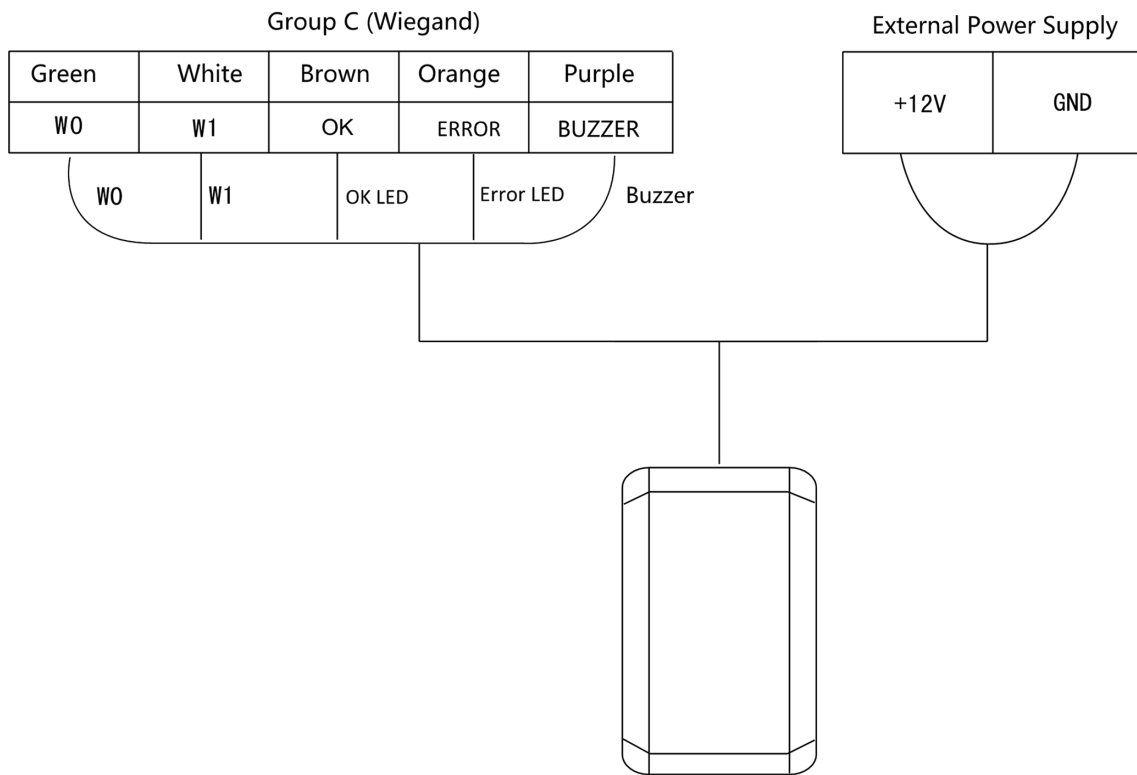 Group C (Wiegand)
External Power Supply
Green White Brown Orange Purple
W0 W1 OK ERROR BUZZER
+12V GND
W0 W1 OK LED Error LED Buzzer